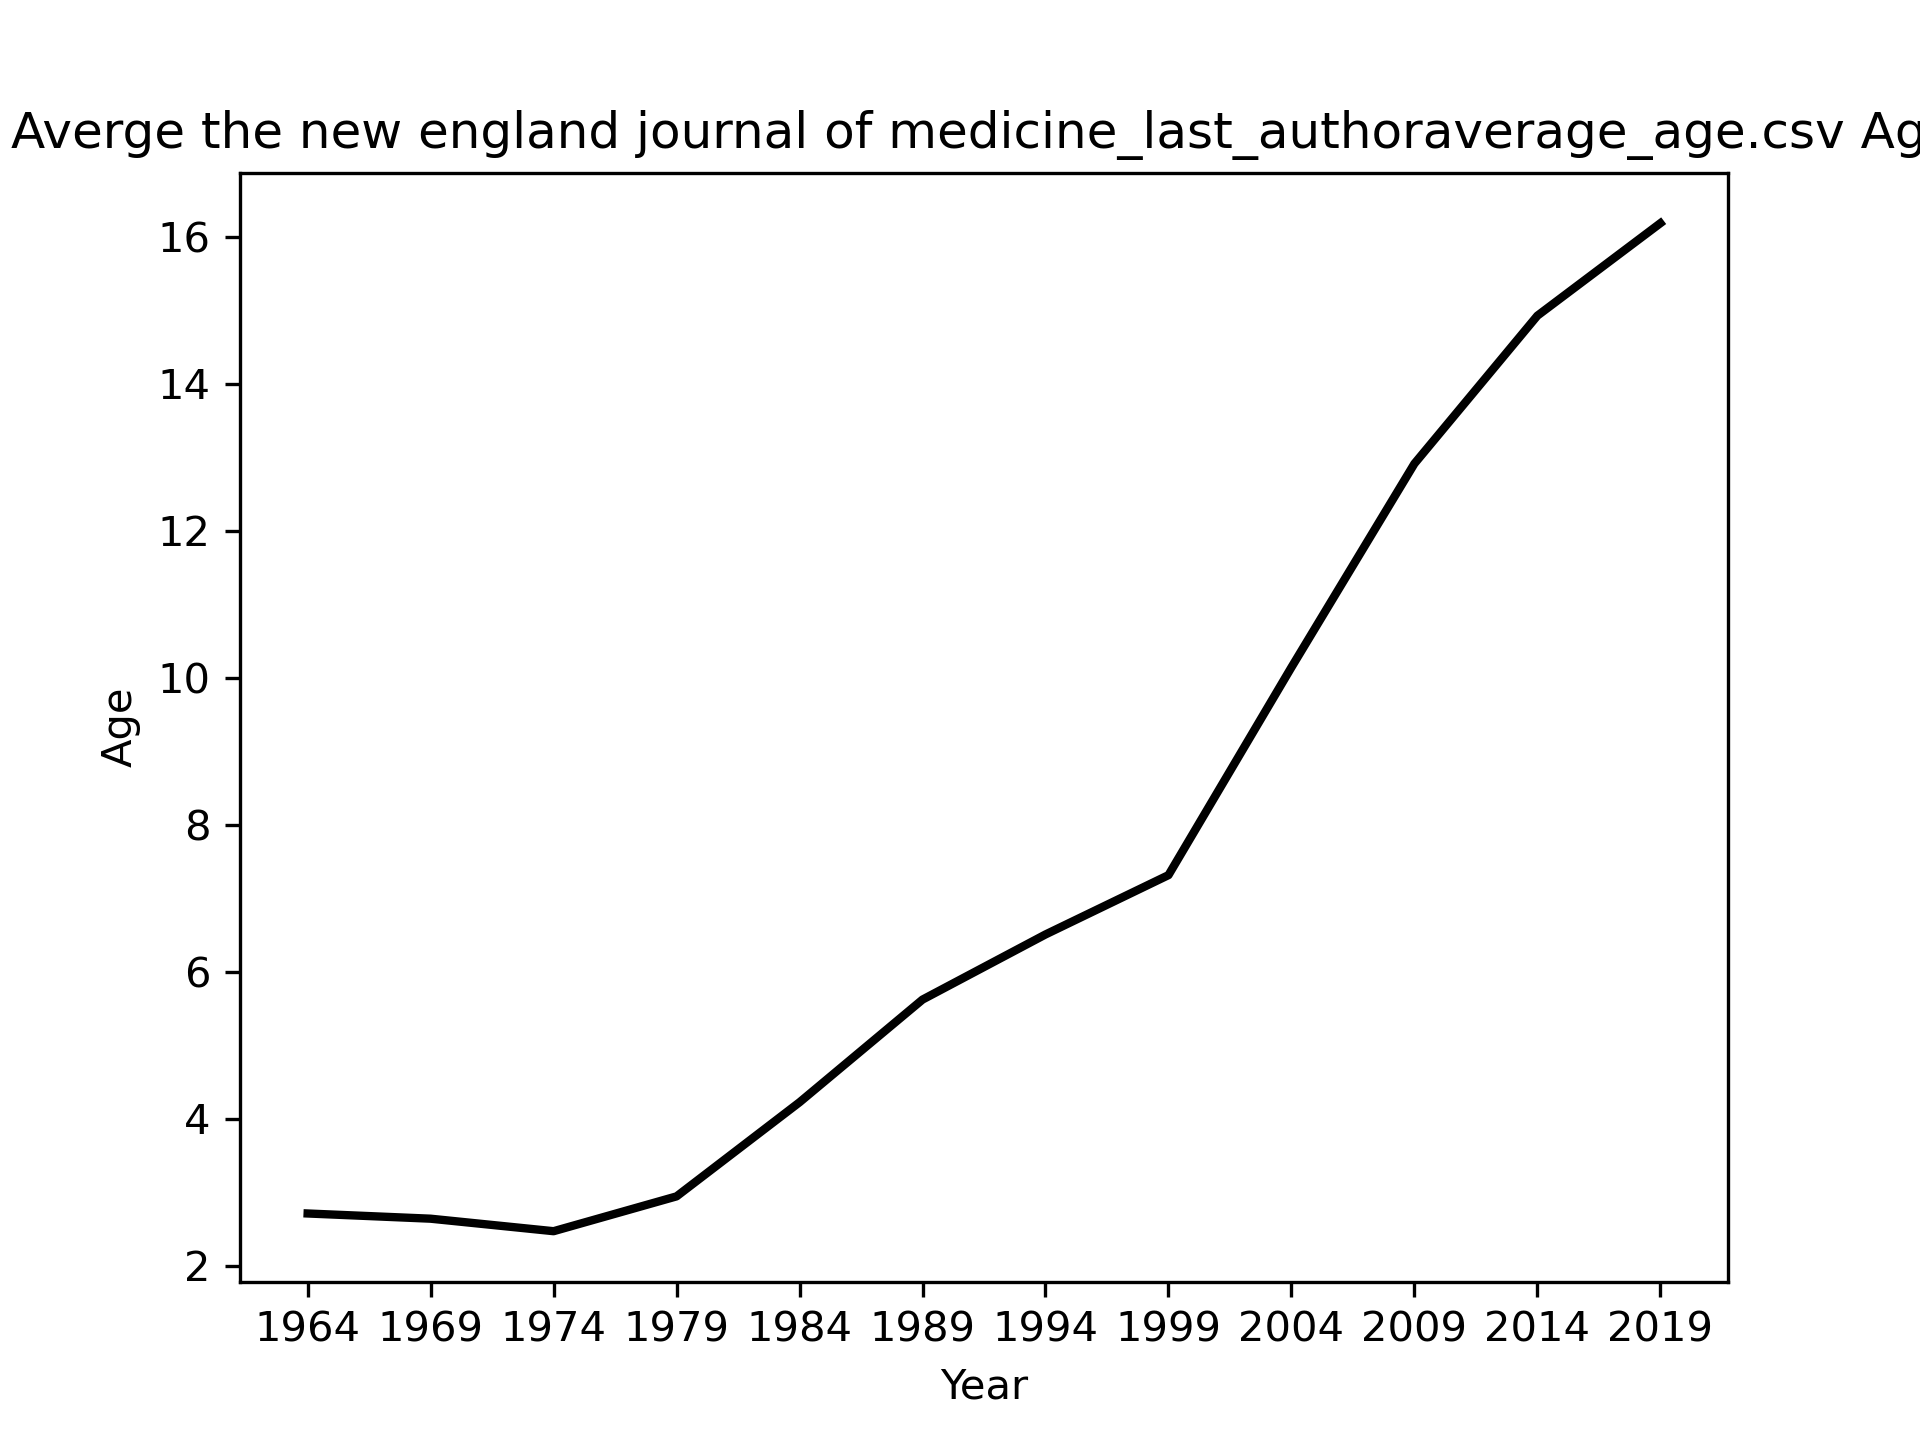 Averge the new england journal of medicine_last_authoraverage_age.csv Ag
16
14
12
10
8
6
4
2
Age
1964 1969 1974 1979 1984 1989 1994 1999 2004 2009 2014 2019
Year